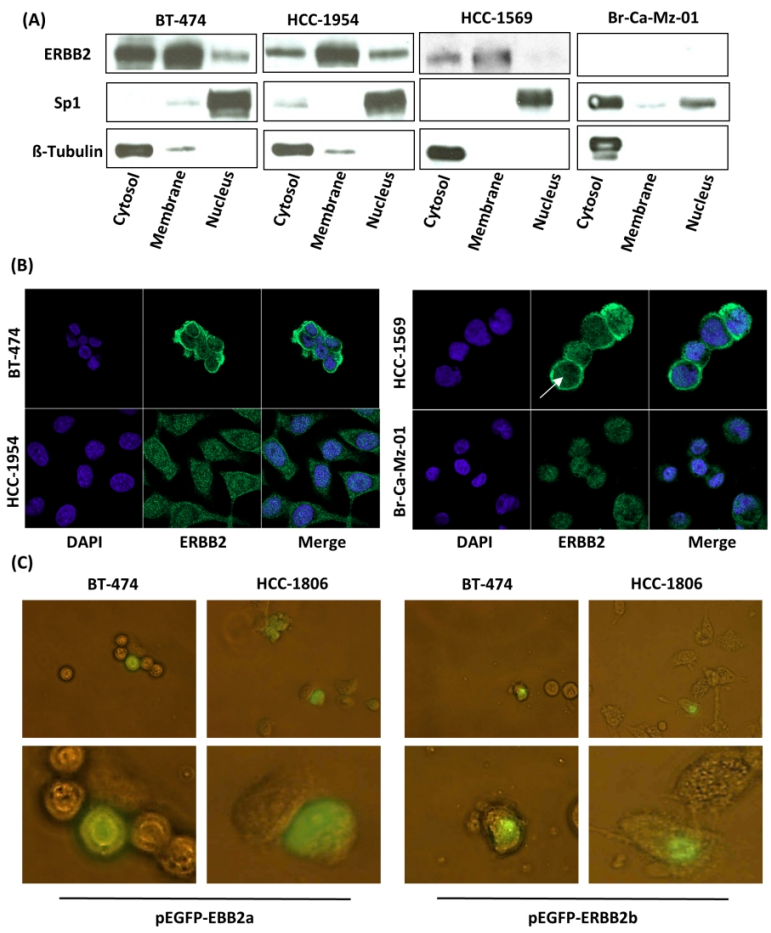 (A)
BT-474 HCC-1954 HCC-1569 Br-Ca-Mz-01
ERBB2
Sp1
ß-Tubulin
Cytosol Membrane Nucleus Cytosol Membrane Nucleus Cytosol Membrane Nucleus Cytosol Membrane Nucleus
(B)
BT-474 HCC-1569
HCC-1954 Br-Ca-Mz-01
DAPI ERBB2 Merge DAPI ERBB2 Merge
(C)
BT-474 HCC-1806 BT-474 HCC-1806
pEGFP-EBB2a pEGFP-ERBB2b